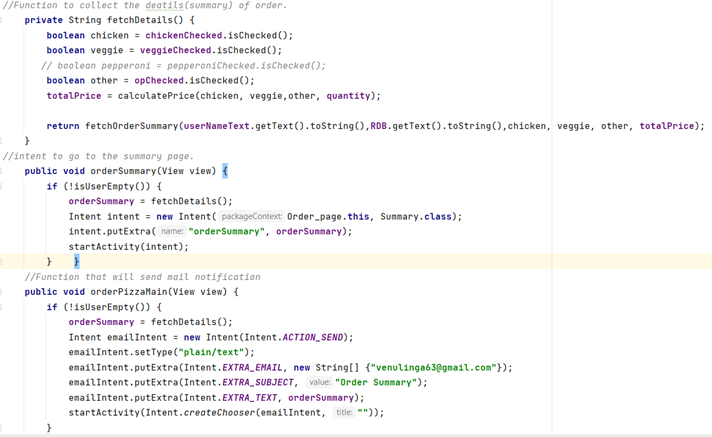 //Function to collect the deatils(summary) of order.
private String fetchDetails() {
boolean chicken = chickenChecked.isChecked();
boolean veggie = veggieChecked.isChecked();
// boolean pepperoni = pepperoniChecked.isChecked();
boolean other = opChecked.isChecked();
totalPrice = calculatePrice(chicken, veggie,other, quantity);
return fetchOrderSummary(userNameText.getText().toString(),RDB.getText().toString(),chicken, veggie, other, totalPrice);
}
//intent to go to the summary page.
public void orderSummary(View view) {
if (!isUserEmpty()) {
orderSummary = fetchDetails();
Intent intent = new Intent( packageContext: Order_page.this, Summary.class);
intent.putExtra( name: "orderSummary", orderSummary);
startActivity(intent);
} }
//Function that will send mail notification
public void orderPizzaMain(View view) {
if (!isUserEmpty()) {
orderSummary = fetchDetails();
Intent emailIntent = new Intent(Intent.ACTION_SEND);
emailIntent.setType("plain/text");
emailIntent.putExtra(Intent.EXTRA_EMAIL, new String[] {"venulinga63@gmail.com"});
emailIntent.putExtra(Intent.EXTRA_SUBJECT, value: "Order Summary");
emailIntent.putExtra(Intent.EXTRA_TEXT, orderSummary);
startActivity(Intent.createChooser(emailIntent, title: ""));
}